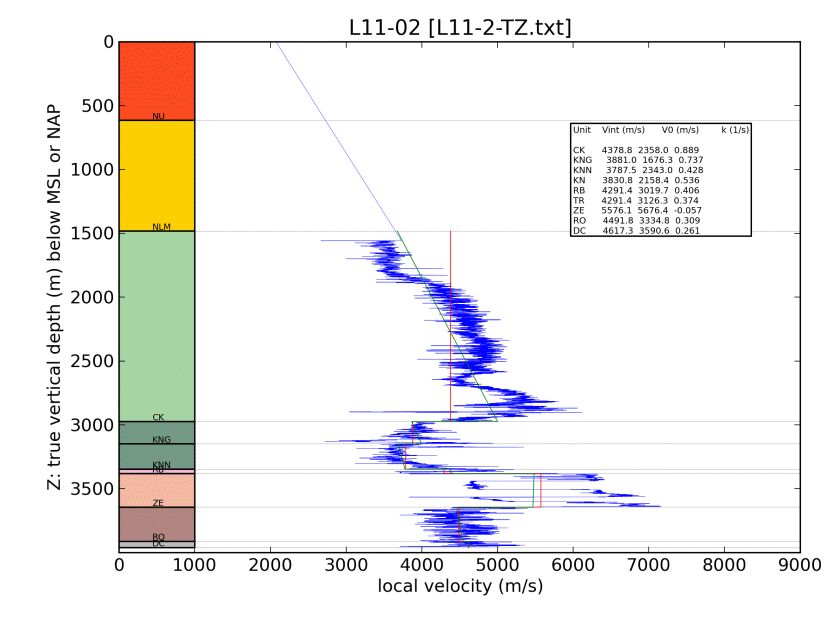 L11-02 [L11-2-TZ.txt]
Z: true vertical depth (m) below MSL or NAP
0
500
1000
1500
2000
2500
3000
3500
NU
NLM
CK
KNG
KNN
RB
ZE
RO
DC
Unit Vint (m/s) V0 (m/s) k (1/s)
CK 4378.8 2358.0 0.889
KNG 3881.0 1676.3 0.737
KNN 3787.5 2343.0 0.428
KN 3830.8 2158.4 0.536
RB 4291.4 3019.7 0.406
TR 4291.4 3126.3 0.374
ZE 5576.1 5676.4 -0.057
RO 4491.8 3334.8 0.309
DC 4617.3 3590.6 0.261
0 1000 2000 3000 4000 5000 6000 7000 8000 9000
local velocity (m/s)